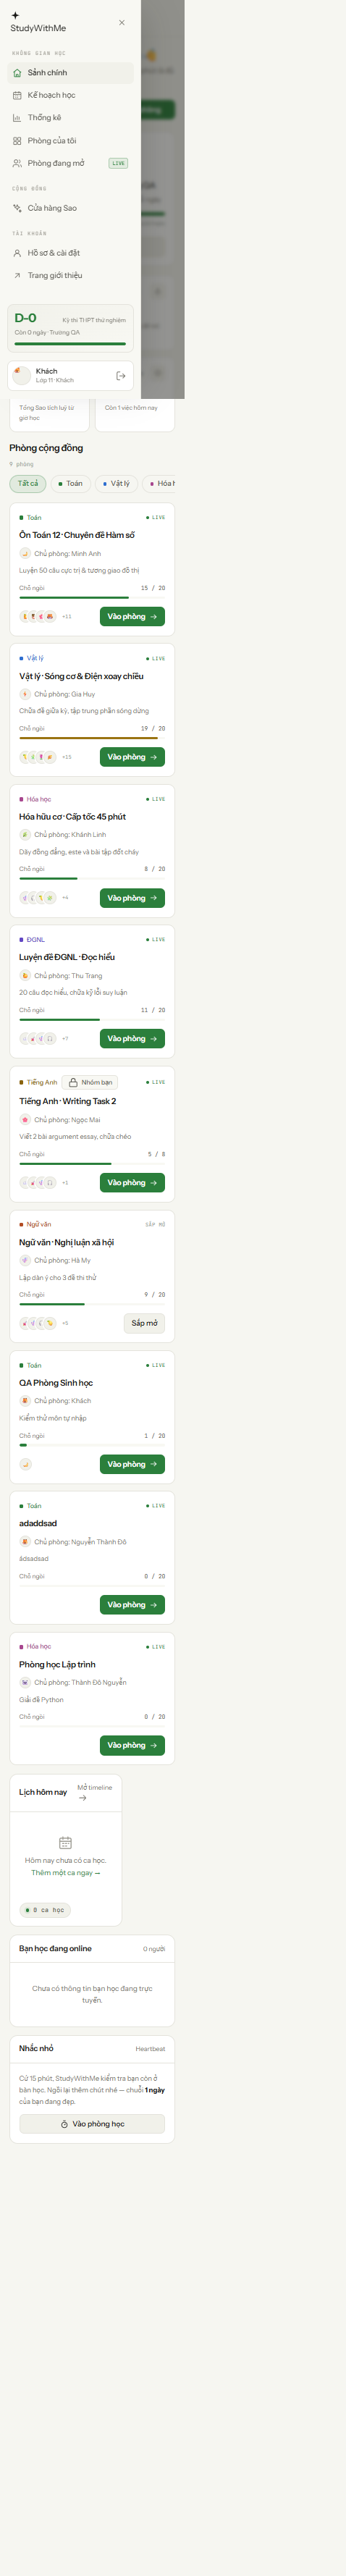 StudyWithMe
KHÔNG GIAN HỌC
Sảnh chính
Kế hoạch học
Thống kê
Phòng của tôi
Phòng đang mở LIVE
CỘNG ĐỒNG
Cửa hàng Sao
TÀI KHOẢN
Hồ sơ & cài đặt
Trang giới thiệu
D-0 Kỳ thi THPT thử nghiệm
Còn 0 ngày · Trường QA
Khách
Lớp 11 · Khách
Tổng Sao tích luỹ từ giờ học
Còn 1 việc hôm nay
Phòng cộng đồng
9 phòng
Tất cả Toán Vật lý Hóa h
Toán LIVE
Ôn Toán 12 · Chuyên đề Hàm số
Chủ phòng: Minh Anh
Luyện 50 câu cực trị & tương giao đồ thị
Chỗ ngồi 15 / 20
+11 Vào phòng →
Vật lý LIVE
Vật lý · Sóng cơ & Điện xoay chiều
Chủ phòng: Gia Huy
Chữa đề giữa kỳ, tập trung phần sóng dừng
Chỗ ngồi 19 / 20
+15 Vào phòng →
Hóa học LIVE
Hóa hữu cơ · Cấp tốc 45 phút
Chủ phòng: Khánh Linh
Dãy đồng đẳng, este và bài tập đốt cháy
Chỗ ngồi 8 / 20
+4 Vào phòng →
ĐGNL LIVE
Luyện đề ĐGNL · Đọc hiểu
Chủ phòng: Thu Trang
20 câu đọc hiểu, chữa kỹ lỗi suy luận
Chỗ ngồi 11 / 20
+7 Vào phòng →
Tiếng Anh Nhóm bạn LIVE
Tiếng Anh · Writing Task 2
Chủ phòng: Ngọc Mai
Viết 2 bài argument essay, chữa chéo
Chỗ ngồi 5 / 8
+1 Vào phòng →
Ngữ văn SẮP MỞ
Ngữ văn · Nghị luận xã hội
Chủ phòng: Hà My
Lập dàn ý cho 3 đề thi thử
Chỗ ngồi 9 / 20
+5 Sắp mở
Toán LIVE
QA Phòng Sinh học
Chủ phòng: Khách
Kiểm thử môn tự nhập
Chỗ ngồi 1 / 20
Vào phòng →
Toán LIVE
adaddsad
Chủ phòng: Nguyễn Thành Đô
ádsadsad
Chỗ ngồi 0 / 20
Vào phòng →
Hóa học LIVE
Phòng học Lập trình
Chủ phòng: Thành Đô Nguyễn
Giải đề Python
Chỗ ngồi 0 / 20
Vào phòng →
Lịch hôm nay Mở timeline →
Hôm nay chưa có ca học.
Thêm một ca ngay →
0 ca học
Bạn học đang online 0 người
Chưa có thông tin bạn học đang trực
tuyến.
Nhắc nhỏ Heartbeat
Cứ 15 phút, StudyWithMe kiểm tra bạn còn ở
bàn học. Ngồi lại thêm chút nhé — chuỗi 1 ngày
của bạn đang đẹp.
Vào phòng học